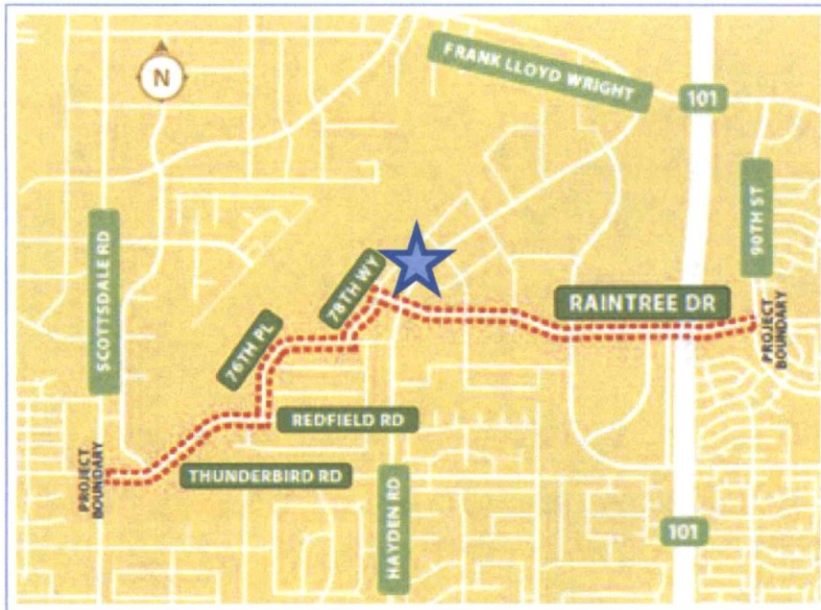 N
FRANK LLOYD WRIGHT
101
SCOTTSDALE RD
90TH ST
78TH WY
RAINTREE DR
PROJECT
BOUNDARY
76TH PL
REDFIELD RD
PROJECT
BOUNDARY
THUNDERBIRD RD
HAYDEN RD
101